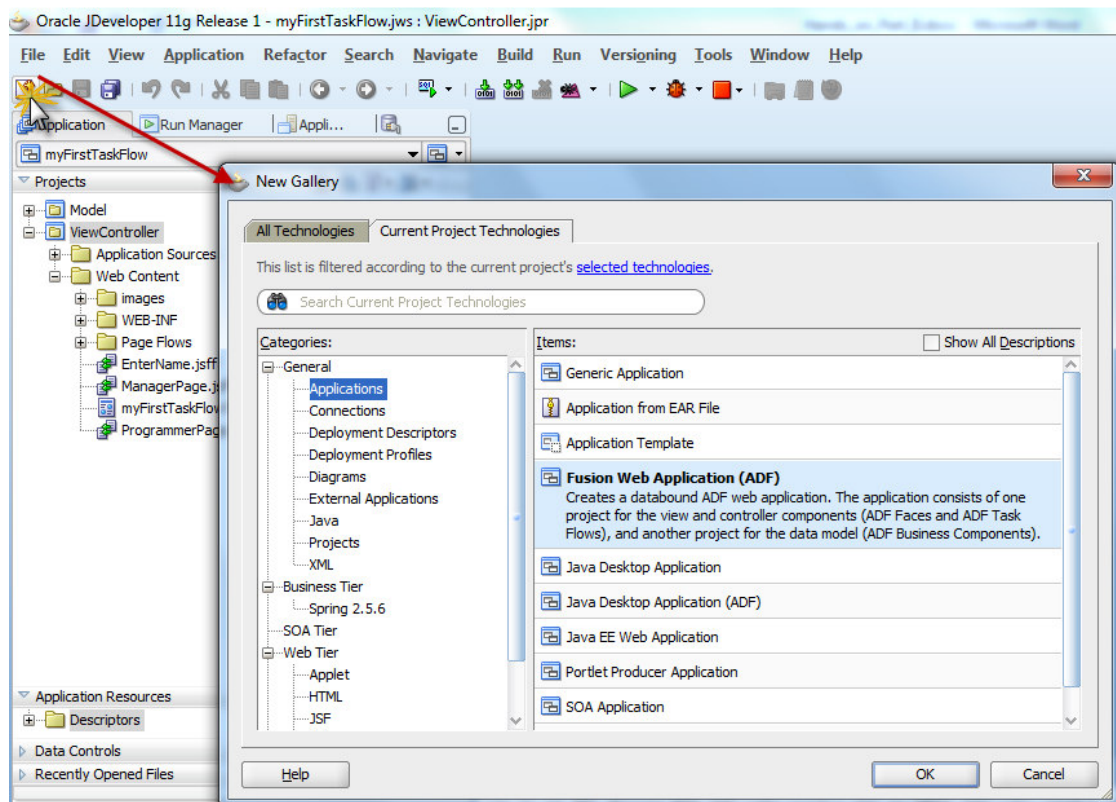 Oracle JDeveloper 11g Release 1 - myFirstTaskFlow.jws : ViewController.jpr
File Edit View Application Refactor Search Navigate Build Run Versioning Tools Window Help
Application Run Manager Appli...
myFirstTaskFlow
Projects
Model
ViewController
Application Sources
Web Content
images
WEB-INF
Page Flows
EnterName.jsff
ManagerPage.js
myFirstTaskFlow
ProgrammerPag
Application Resources
Descriptors
Data Controls
Recently Opened Files
New Gallery
All Technologies Current Project Technologies
This list is filtered according to the current project's selected technologies.
Search Current Project Technologies
Categories:
General
Applications
Connections
Deployment Descriptors
Deployment Profiles
Diagrams
External Applications
Java
Projects
XML
Business Tier
Spring 2.5.6
SOA Tier
Web Tier
Applet
HTML
JSF
Items: Show All Descriptions
Generic Application
Application from EAR File
Application Template
Fusion Web Application (ADF)
Creates a databound ADF web application. The application consists of one
project for the view and controller components (ADF Faces and ADF Task
Flows), and another project for the data model (ADF Business Components).
Java Desktop Application
Java Desktop Application (ADF)
Java EE Web Application
Portlet Producer Application
SOA Application
Help OK Cancel